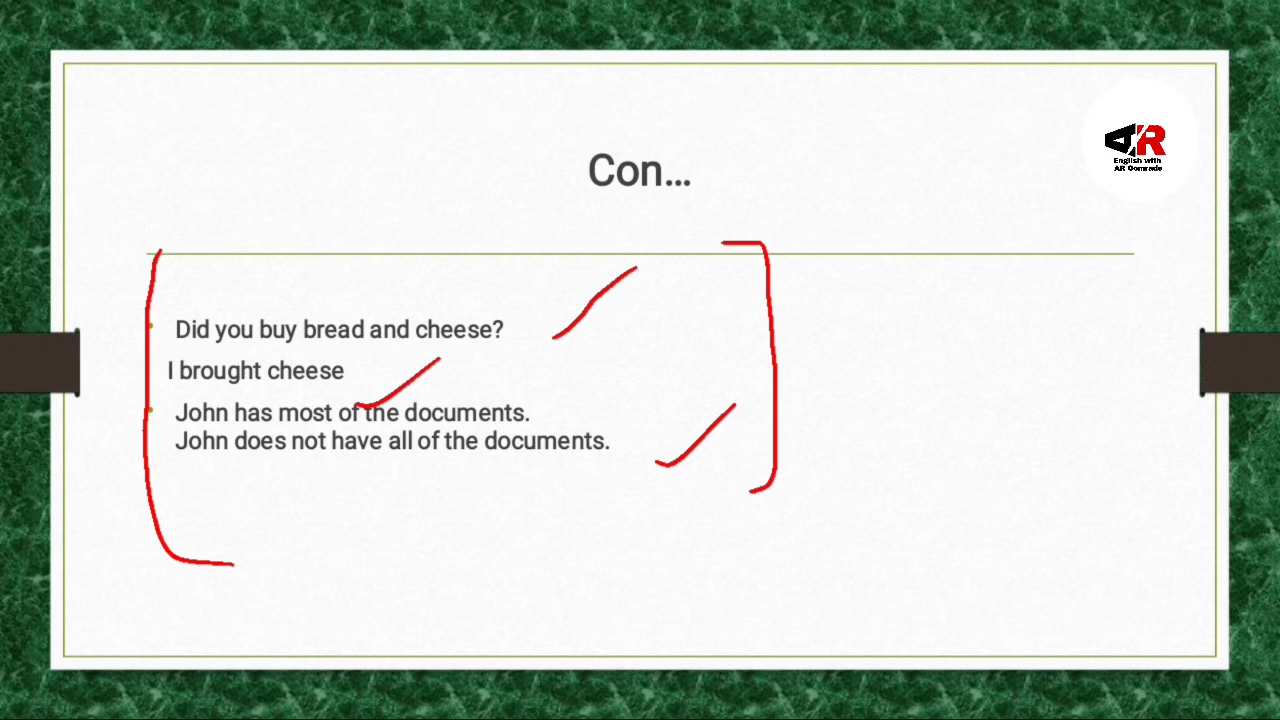 AR
English with
AR Comrade
Con...
Did you buy bread and cheese?
I brought cheese
John has most of the documents.
John does not have all of the documents.